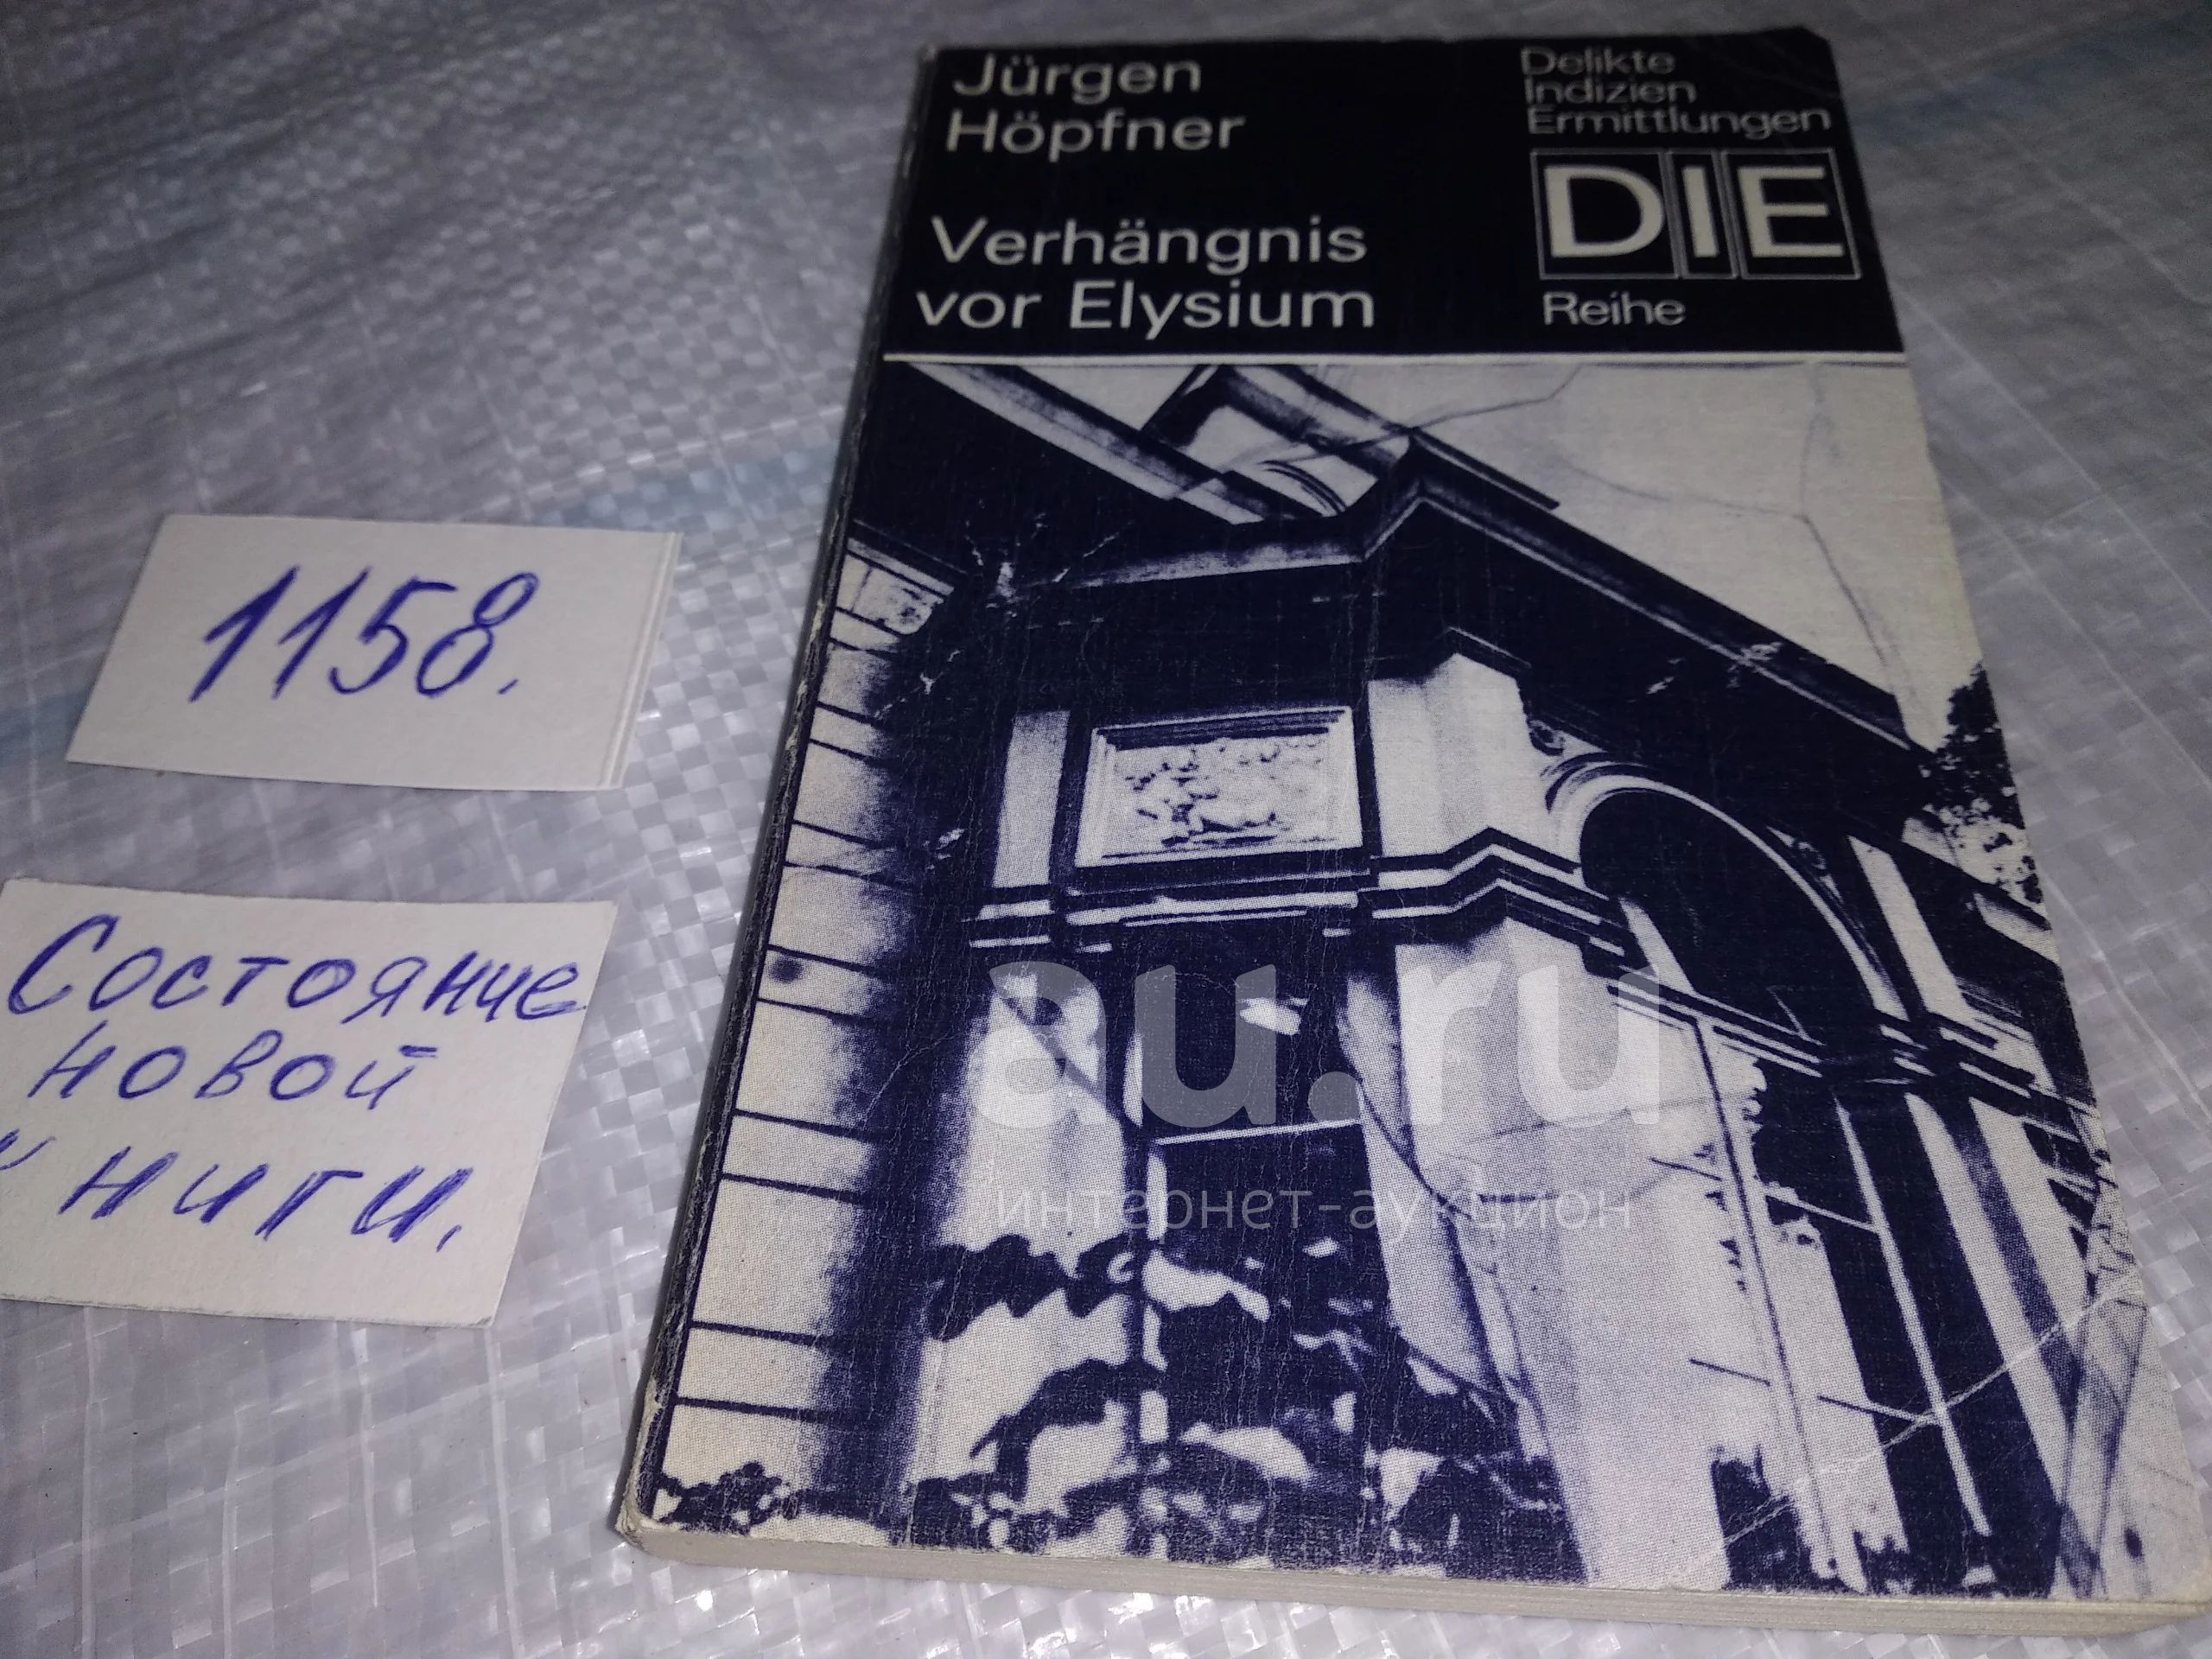 Jürgen
Höpfner
Verhängnis
vor Elysium
Delikte
Indizien
Ermittlungen
DIE
Reihe
1158.
Состояние
новой
книги.
au.ru
интернет-аукцион